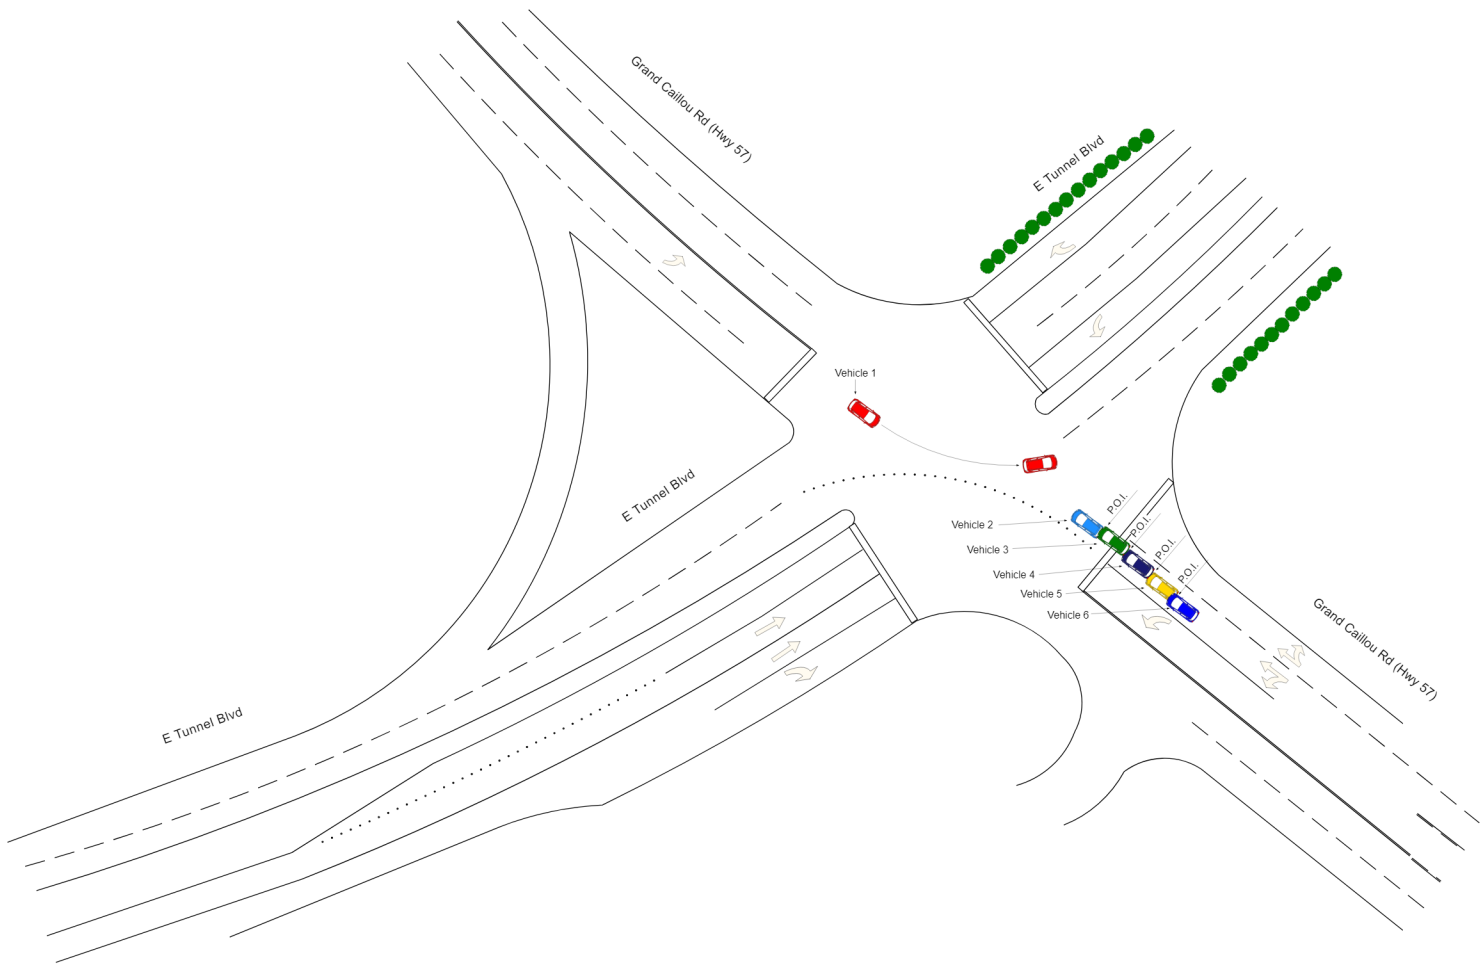 Grand Caillou Rd (Hwy 57)
E Tunnel Blvd
Vehicle 1
E Tunnel Blvd
P.O.I.
Vehicle 2
P.O.I.
Vehicle 3
P.O.I.
Vehicle 4
P.O.I.
Vehicle 5
Vehicle 6
Grand Caillou Rd (Hwy 57)
E Tunnel Blvd